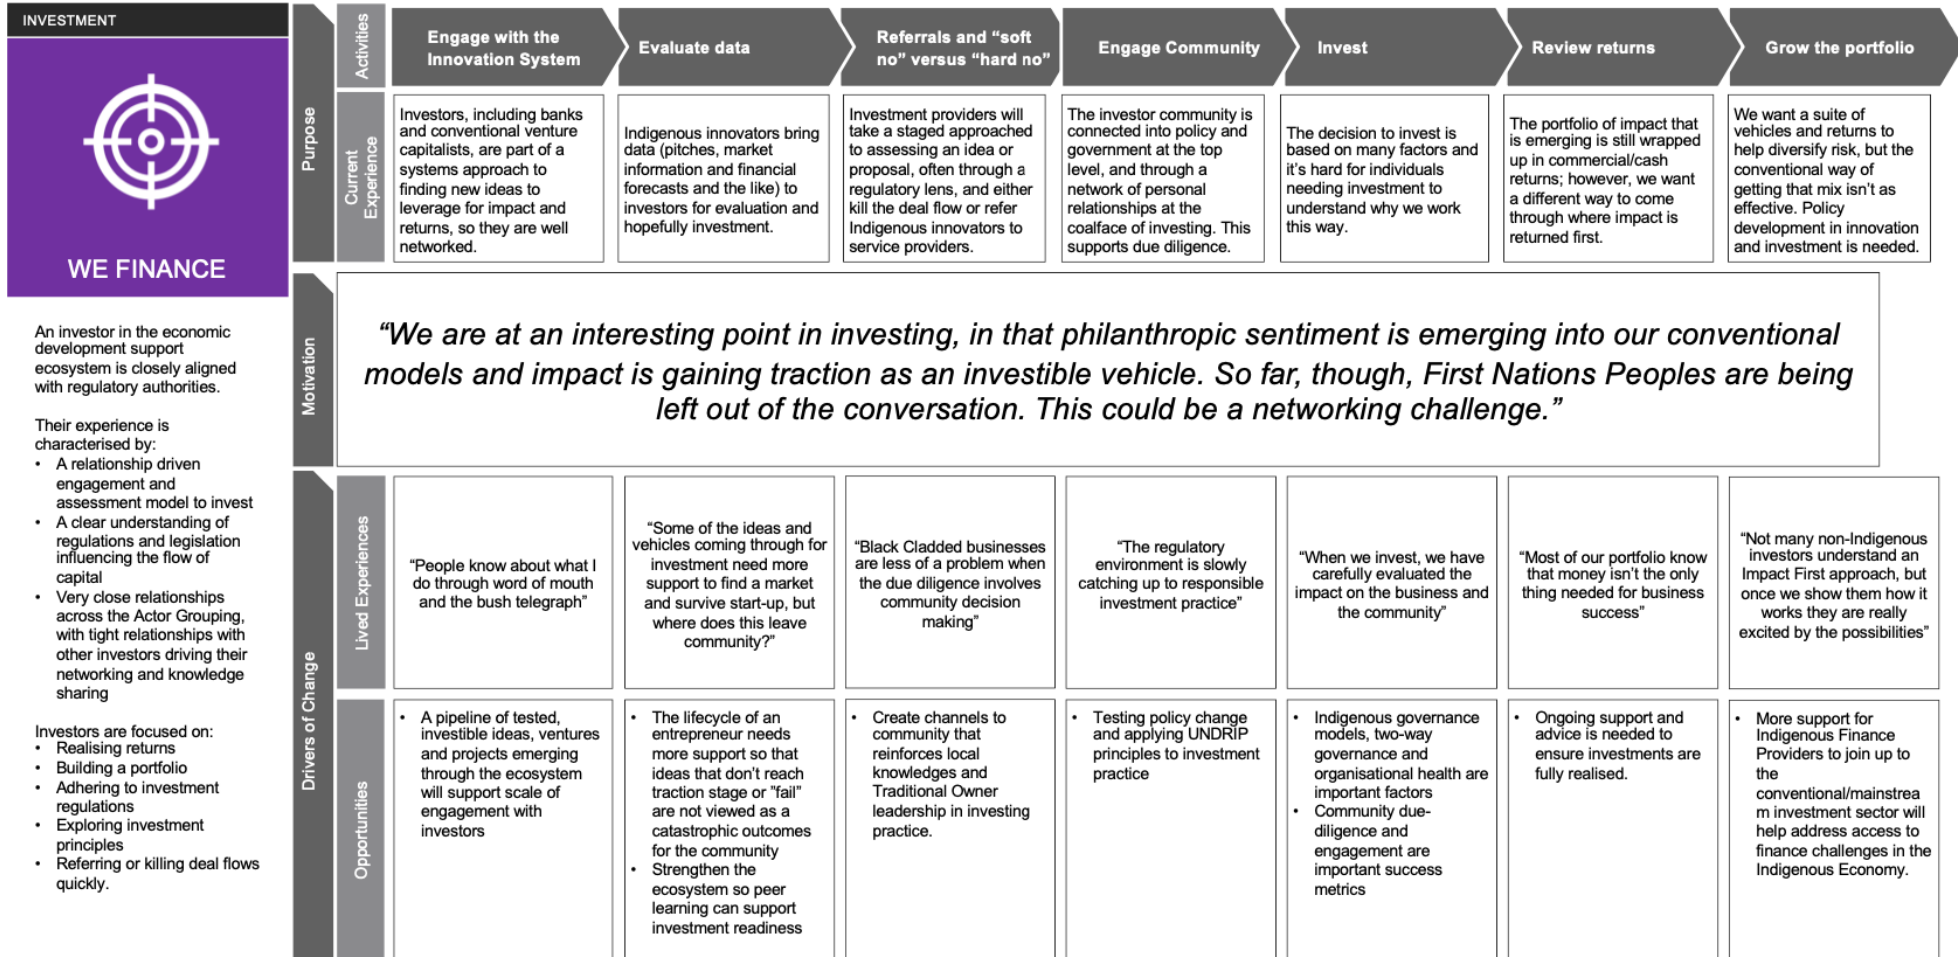 INVESTMENT
WE FINANCE
An investor in the economic
development support
ecosystem is closely aligned
with regulatory authorities.
Their experience is
characterised by:
• A relationship driven
engagement and
assessment model to invest
• A clear understanding of
regulations and legislation
influencing the flow of
capital
• Very close relationships
across the Actor Grouping,
with tight relationships with
other investors driving their
networking and knowledge
sharing
Investors are focused on:
• Realising returns
• Building a portfolio
• Adhering to investment
regulations
• Exploring investment
principles
• Referring or killing deal flows
quickly.
Purpose
Activities
Engage with the
Innovation System
Evaluate data
Referrals and “soft
no” versus “hard no”
Engage Community
Invest
Review returns
Grow the portfolio
Current
Experience
Investors, including banks
and conventional venture
capitalists, are part of a
systems approach to
finding new ideas to
leverage for impact and
returns, so they are well
networked.
Indigenous innovators bring
data (pitches, market
information and financial
forecasts and the like) to
investors for evaluation and
hopefully investment.
Investment providers will
take a staged approached
to assessing an idea or
proposal, often through a
regulatory lens, and either
kill the deal flow or refer
Indigenous innovators to
service providers.
The investor community is
connected into policy and
government at the top
level, and through a
network of personal
relationships at the
coalface of investing. This
supports due diligence.
The decision to invest is
based on many factors and
it’s hard for individuals
needing investment to
understand why we work
this way.
The portfolio of impact that
is emerging is still wrapped
up in commercial/cash
returns; however, we want
a different way to come
through where impact is
returned first.
We want a suite of
vehicles and returns to
help diversify risk, but the
conventional way of
getting that mix isn’t as
effective. Policy
development in innovation
and investment is needed.
Motivation
“We are at an interesting point in investing, in that philanthropic sentiment is emerging into our conventional
models and impact is gaining traction as an investible vehicle. So far, though, First Nations Peoples are being
left out of the conversation. This could be a networking challenge.”
Drivers of Change
Lived Experiences
“People know about what I
do through word of mouth
and the bush telegraph”
“Some of the ideas and
vehicles coming through for
investment need more
support to find a market
and survive start-up, but
where does this leave
community?”
“Black Cladded businesses
are less of a problem when
the due diligence involves
community decision
making”
“The regulatory
environment is slowly
catching up to responsible
investment practice”
“When we invest, we have
carefully evaluated the
impact on the business and
the community”
“Most of our portfolio know
that money isn’t the only
thing needed for business
success”
“Not many non-Indigenous
investors understand an
Impact First approach, but
once we show them how it
works they are really
excited by the possibilities”
Opportunities
• A pipeline of tested,
investible ideas, ventures
and projects emerging
through the ecosystem
will support scale of
engagement with
investors
• The lifecycle of an
entrepreneur needs
more support so that
ideas that don’t reach
traction stage or ”fail”
are not viewed as a
catastrophic outcomes
for the community
• Strengthen the
ecosystem so peer
learning can support
investment readiness
• Create channels to
community that
reinforces local
knowledges and
Traditional Owner
leadership in investing
practice.
• Testing policy change
and applying UNDRIP
principles to investment
practice
• Indigenous governance
models, two-way
governance and
organisational health are
important factors
• Community due-
diligence and
engagement are
important success
metrics
• Ongoing support and
advice is needed to
ensure investments are
fully realised.
• More support for
Indigenous Finance
Providers to join up to
the
conventional/mainstrea
m investment sector will
help address access to
finance challenges in the
Indigenous Economy.